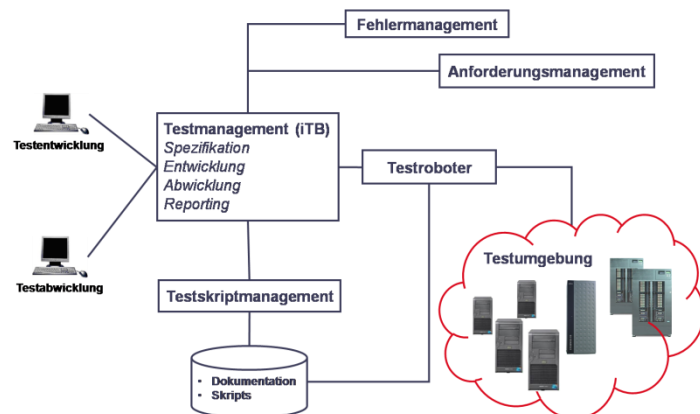 Fehlermanagement
Anforderungsmanagement
Testentwicklung
Testmanagement (iTB)
Spezifikation
Entwicklung
Abwicklung
Reporting
Testroboter
Testabwicklung
Testumgebung
Testskriptmanagement
• Dokumentation
• Skripts